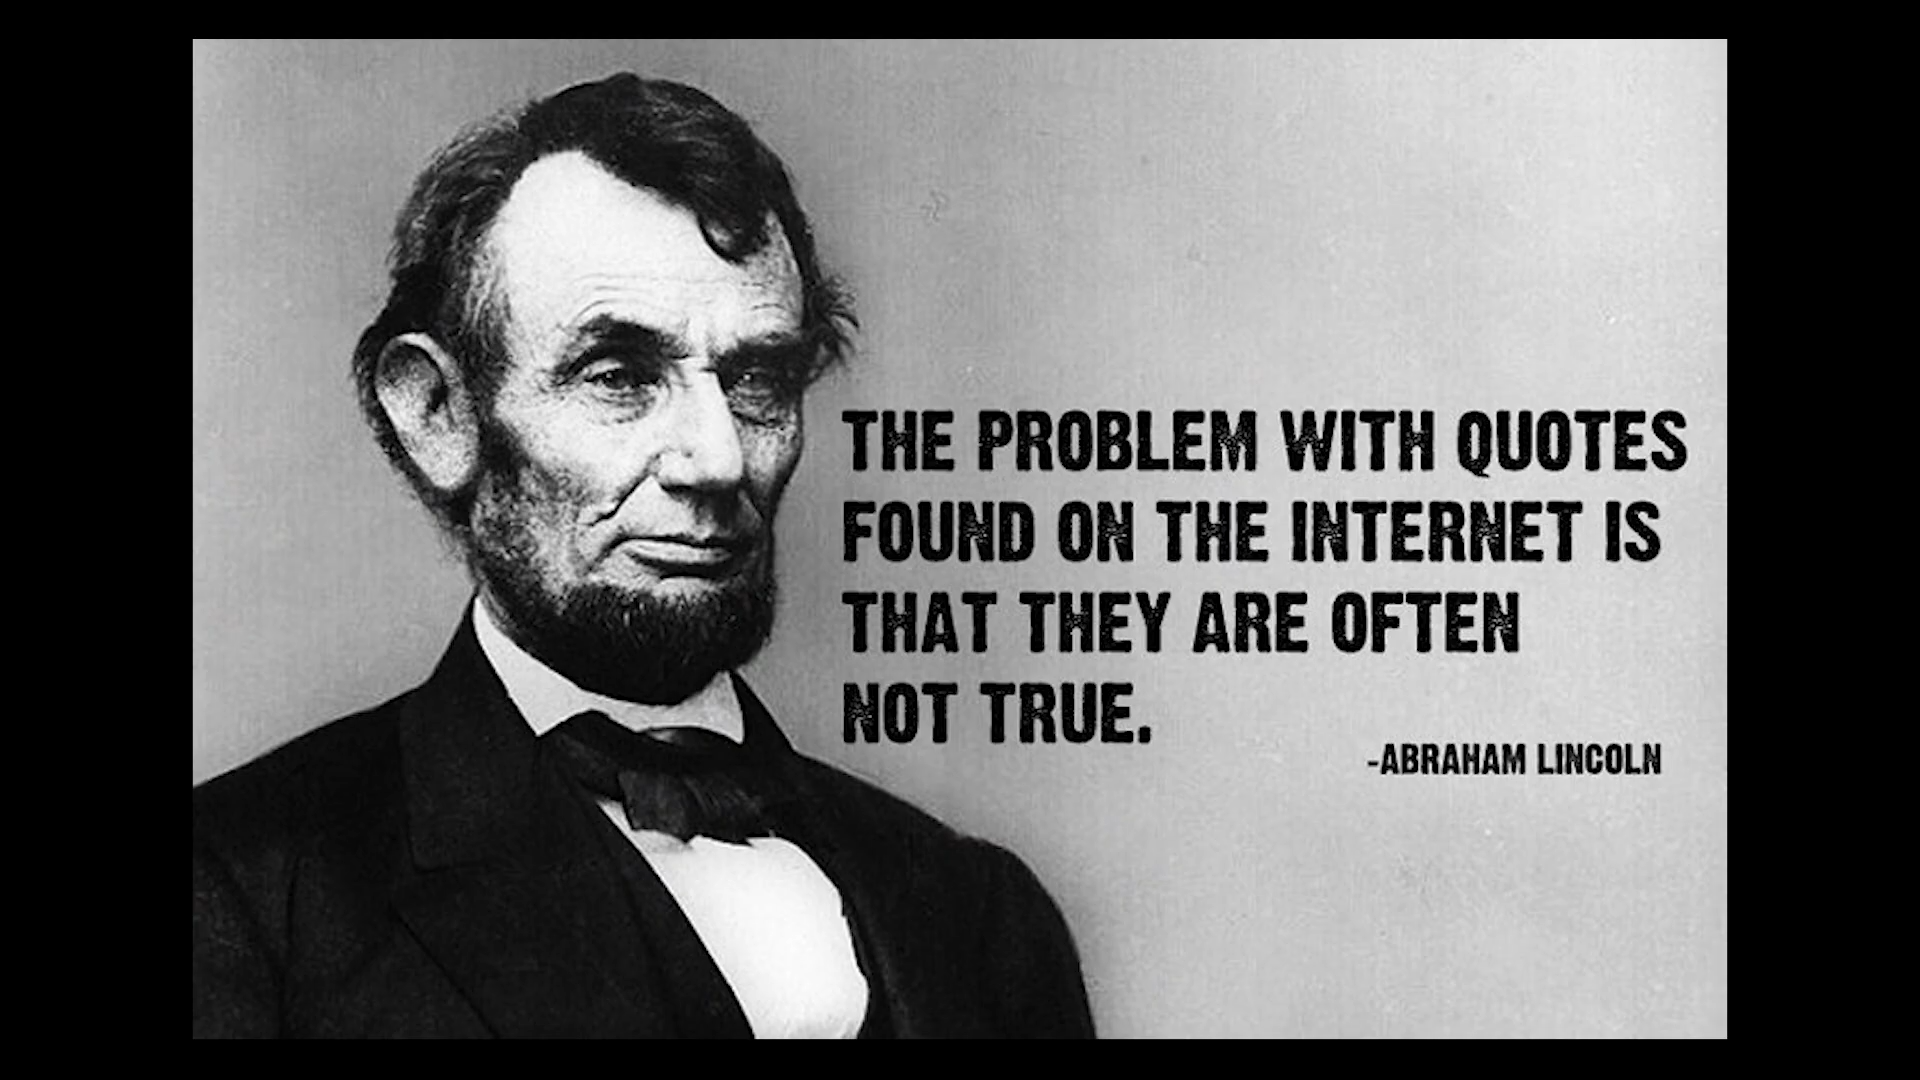 THE PROBLEM WITH QUOTES
FOUND ON THE INTERNET IS
THAT THEY ARE OFTEN
NOT TRUE.
-ABRAHAM LINCOLN